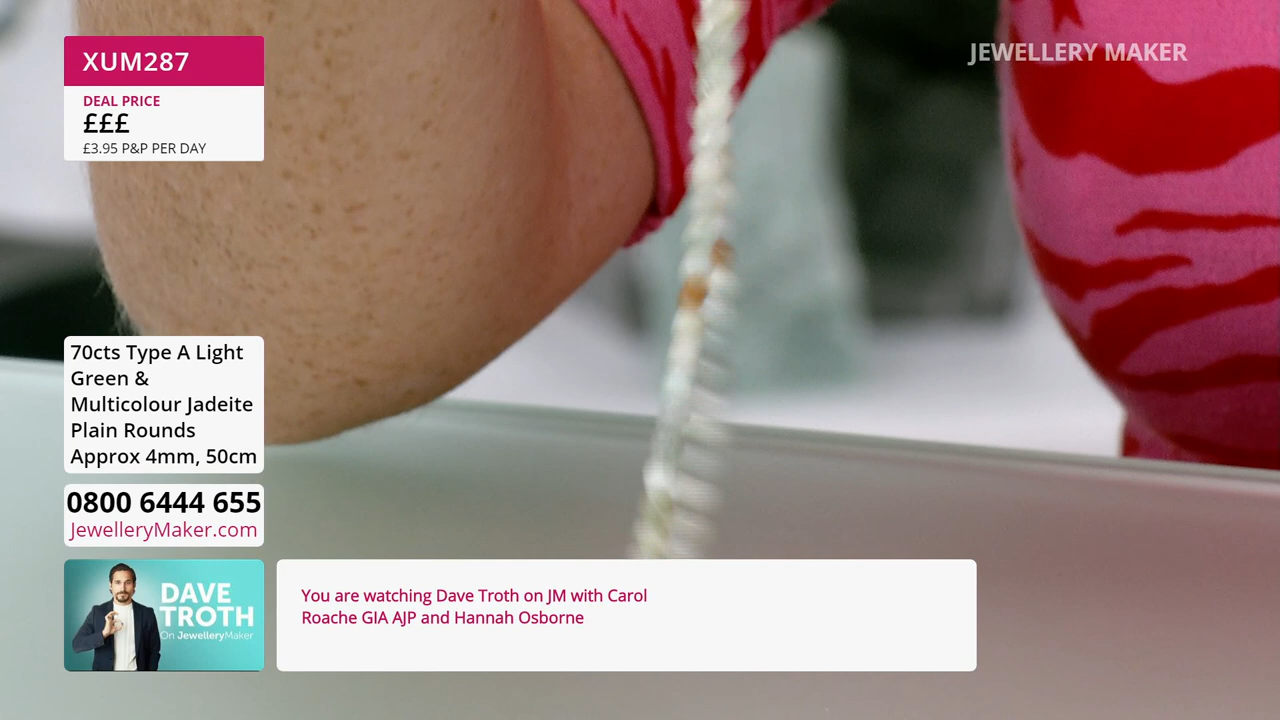 XUM287
DEAL PRICE
£££
£3.95 P&P PER DAY
JEWELLERY MAKER
70cts Type A Light
Green &
Multicolour Jadeite
Plain Rounds
Approx 4mm, 50cm
0800 6444 655
JewelleryMaker.com
DAVE
TROTH
On JewelleryMaker
You are watching Dave Troth on JM with Carol
Roache GIA AJP and Hannah Osborne